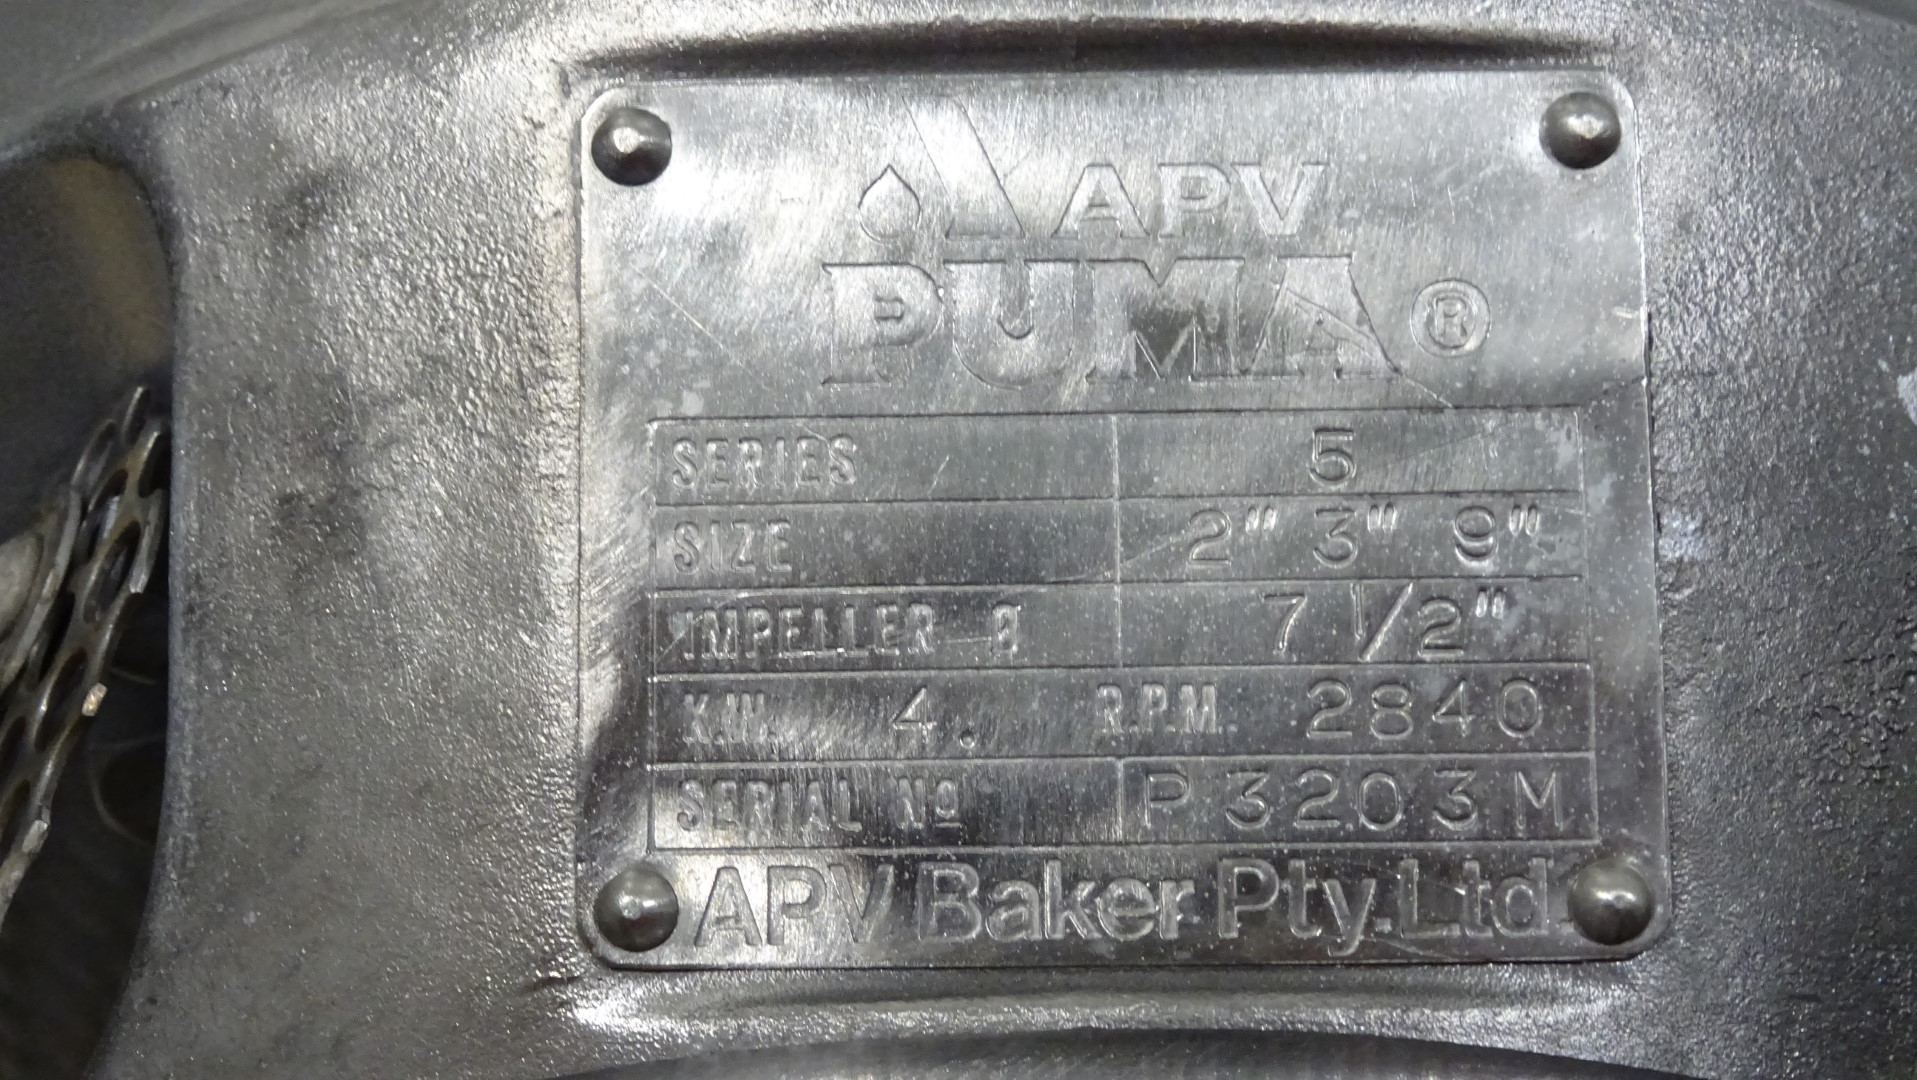 APV
PUMA ®
SERIES 5
SIZE 2" 3" 9"
IMPELLER Ø 7 1/2"
K.W. 4. R.P.M. 2840
SERIAL Nº P3203M
APV Baker Pty.Ltd.